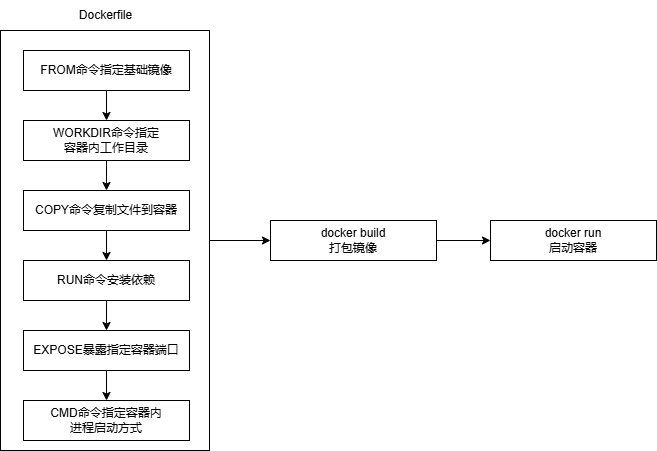 Dockerfile
FROM命令指定基础镜像
WORKDIR命令指定
容器内工作目录
COPY命令复制文件到容器
RUN命令安装依赖
EXPOSE暴露指定容器端口
CMD命令指定容器内
进程启动方式
docker build
打包镜像
docker run
启动容器